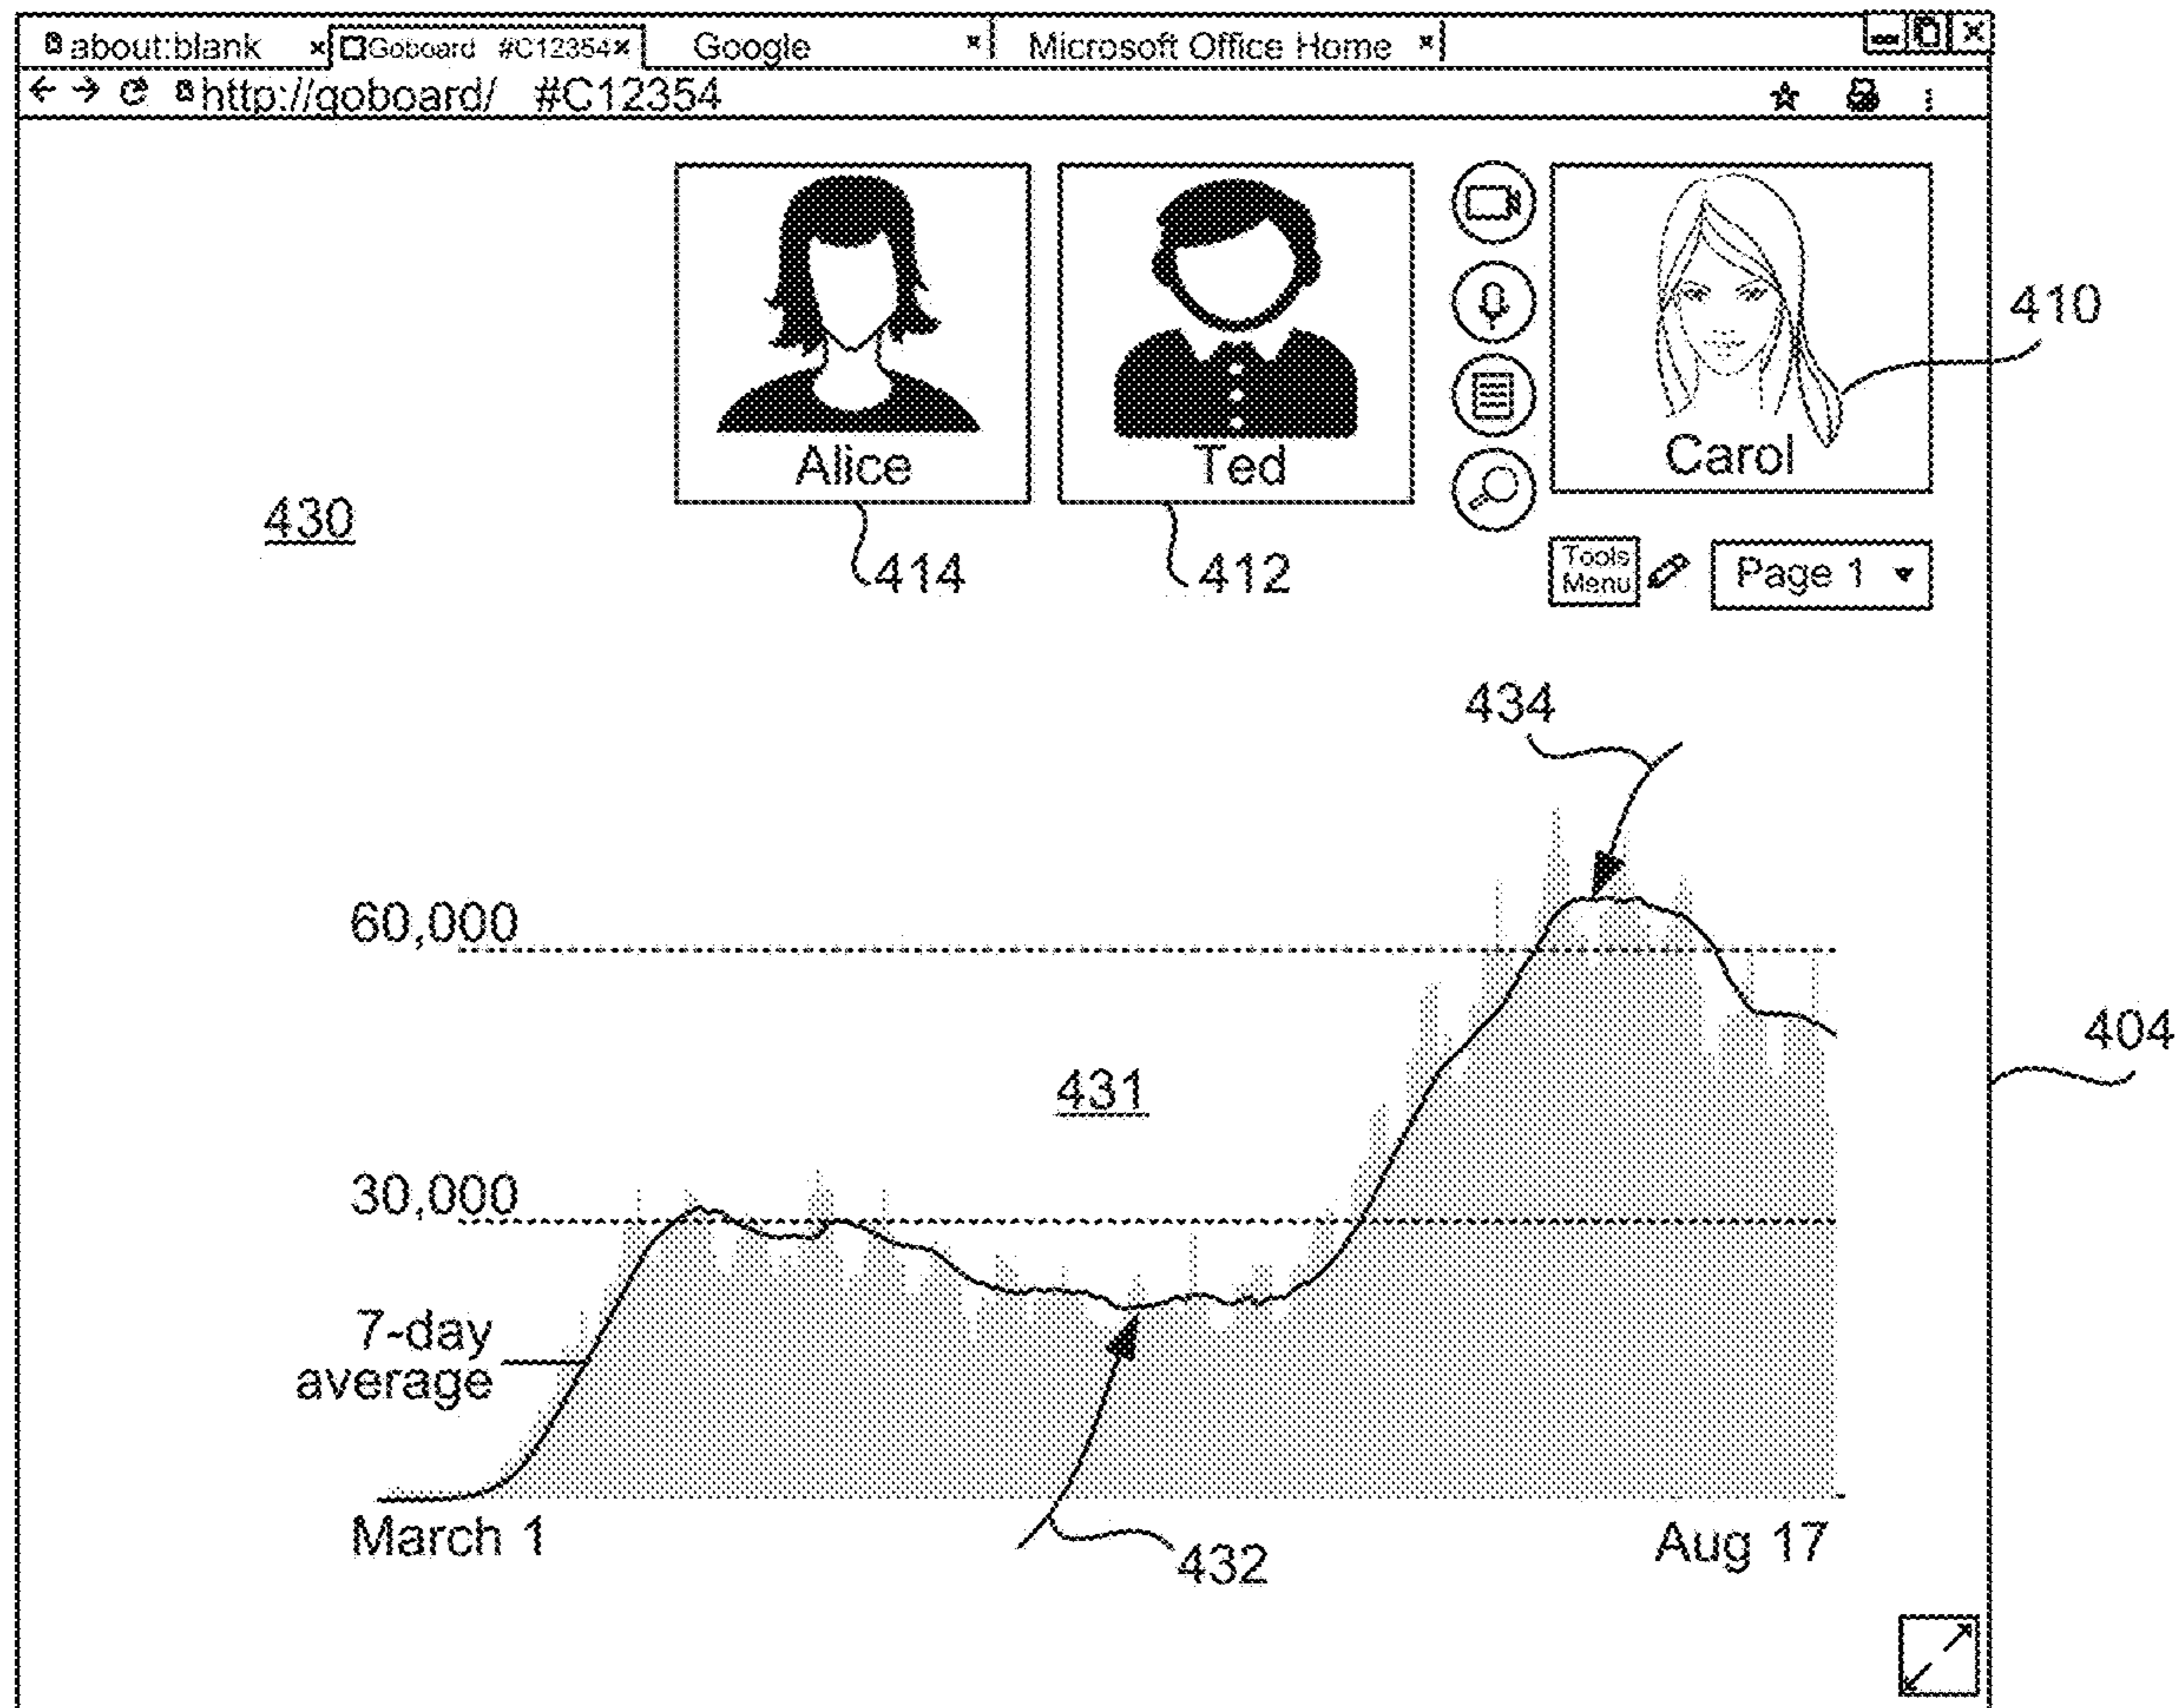 about:blank
Goboard #C12354
Google
Microsoft Office Home
http://goboard/ #C12354
Alice
Ted
Carol
410
430
414
412
Tools
Menu
Page 1
434
60,000
404
431
30,000
7-day
average
March 1
Aug 17
432